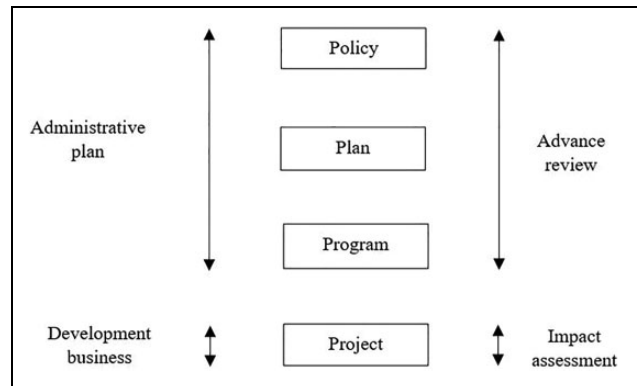 Policy
Administrative
plan
Plan
Advance
review
Program
Development
business
Project
Impact
assessment